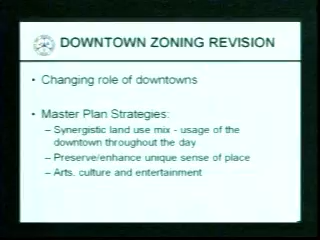 DOWNTOWN ZONING REVISION
• Changing role of downtowns
• Master Plan Strategies:
– Synergistic land use mix - usage of the
downtown throughout the day
– Preserve/enhance unique sense of place
– Arts, culture and entertainment